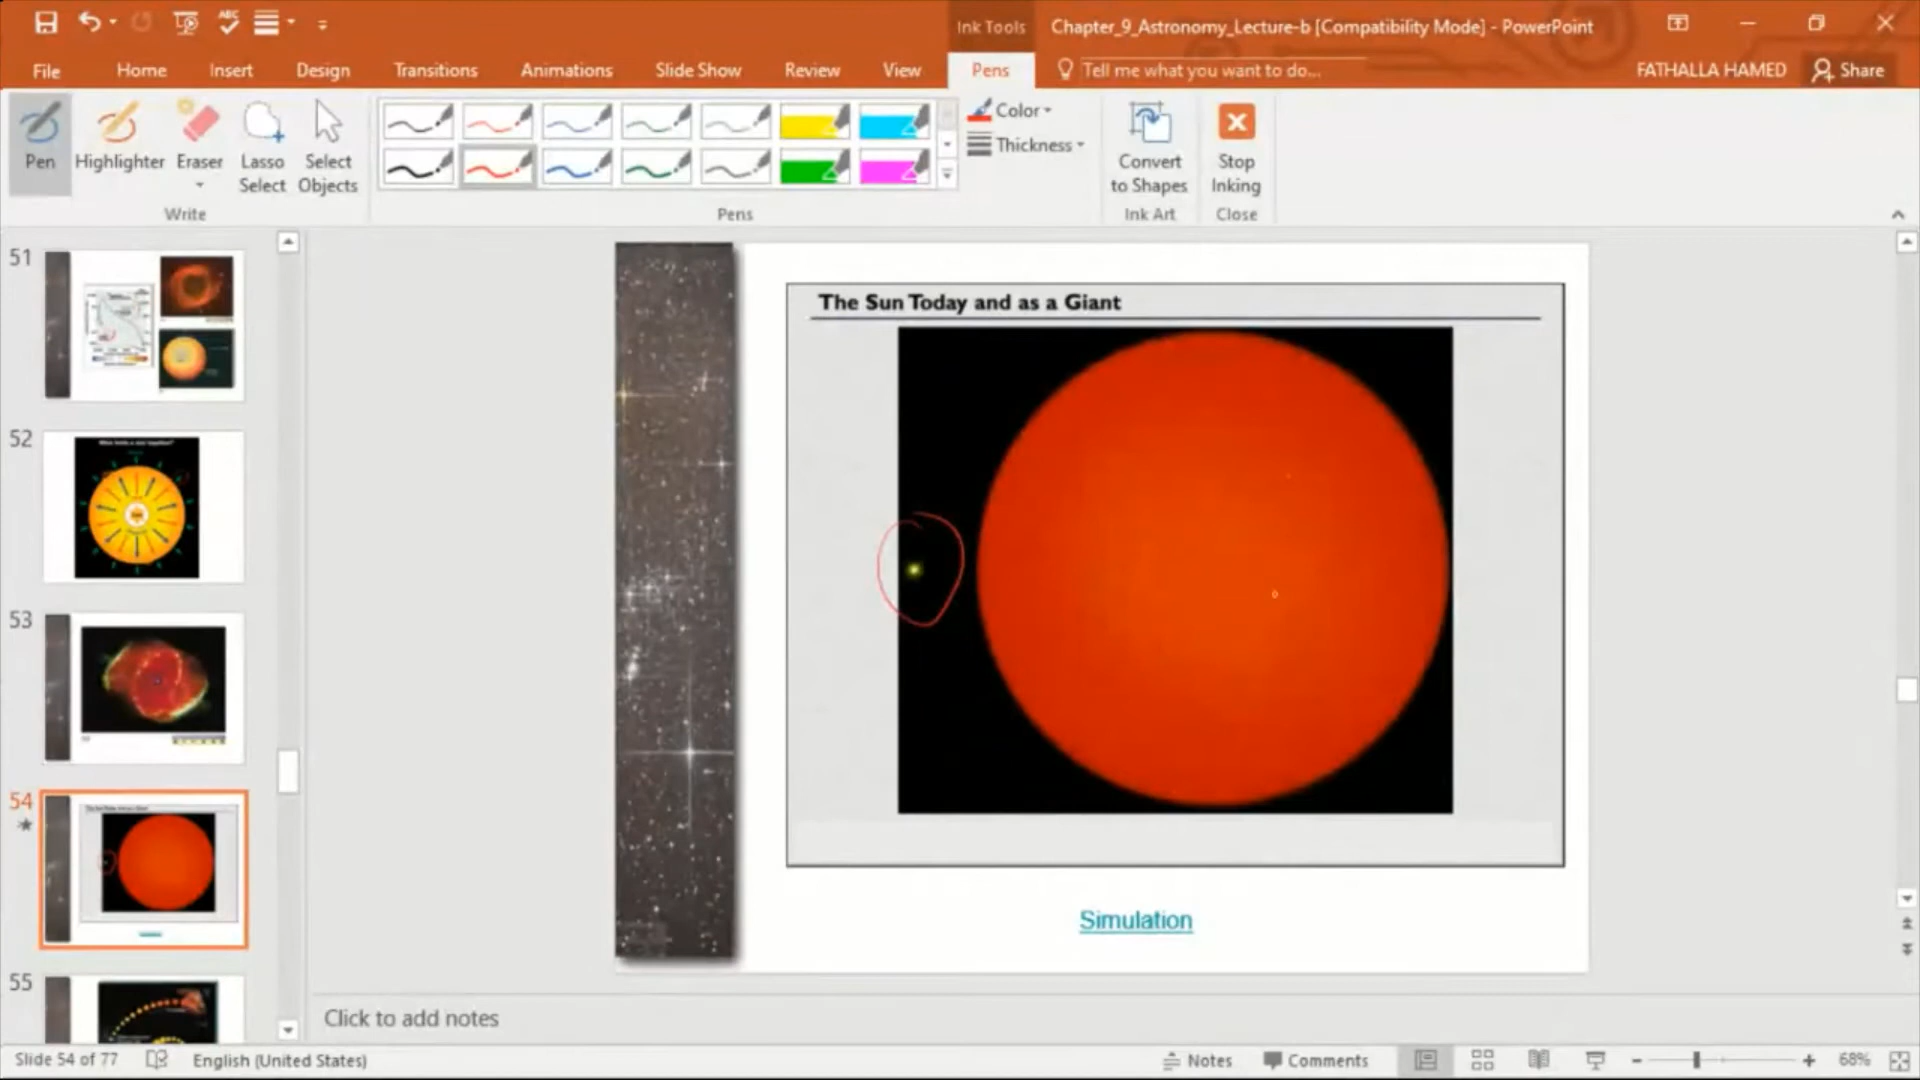 ABC
Ink Tools
Chapter_9_Astronomy_Lecture-b [Compatibility Mode] - PowerPoint
File
Home
Insert
Design
Transitions
Animations
Slide Show
Review
View
Pens
Tell me what you want to do...
FATHALLA HAMED
Share
Pen
Highlighter
Eraser
Lasso
Select
Select
Objects
Color
Thickness
Convert
to Shapes
Stop
Inking
Write
Pens
Ink Art
Close
51
52
53
54
55
The Sun Today and as a Giant
Simulation
Click to add notes
Slide 54 of 77
English (United States)
Notes
Comments
68%